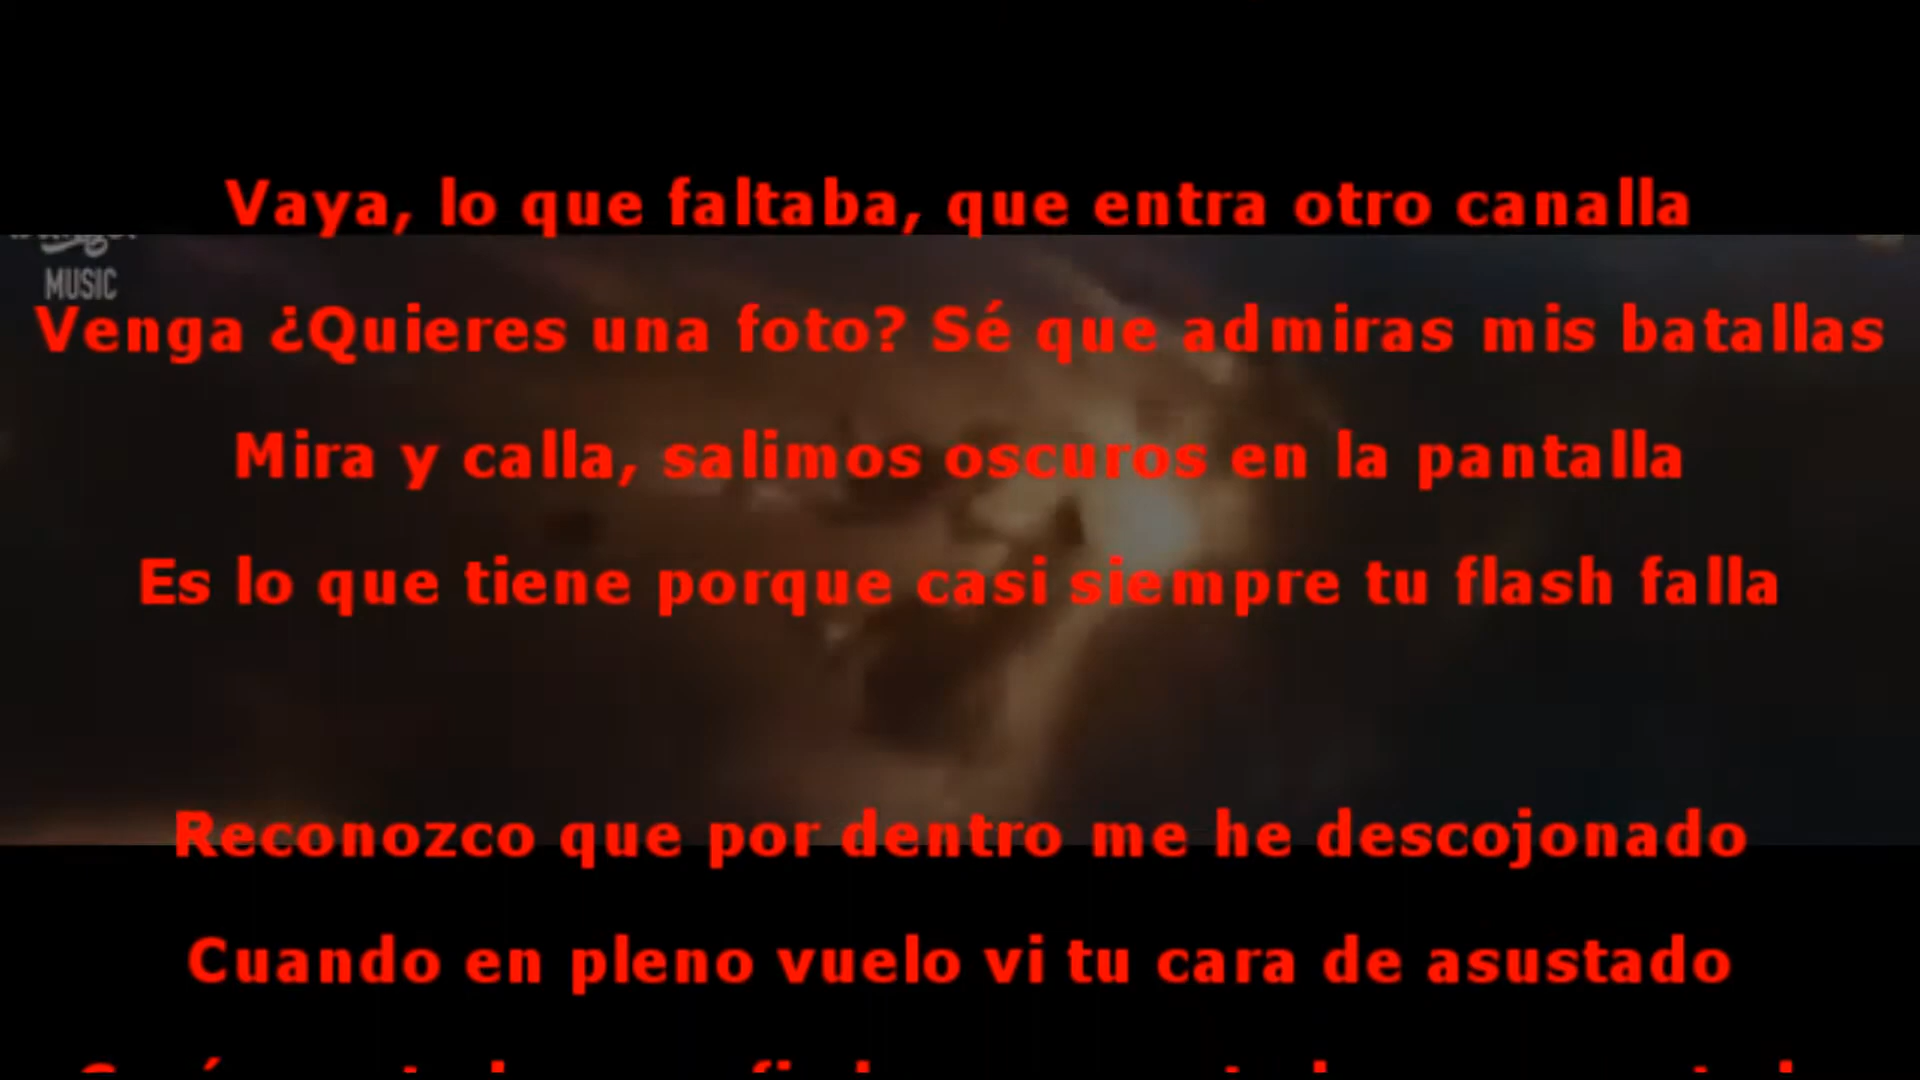 Vaya, lo que faltaba, que entra otro canalla
MUSIC
Venga ¿Quieres una foto? Sé que admiras mis batallas
Mira y calla, salimos oscuros en la pantalla
Es lo que tiene porque casi siempre tu flash falla
Reconozco que por dentro me he descojonado
Cuando en pleno vuelo vi tu cara de asustado